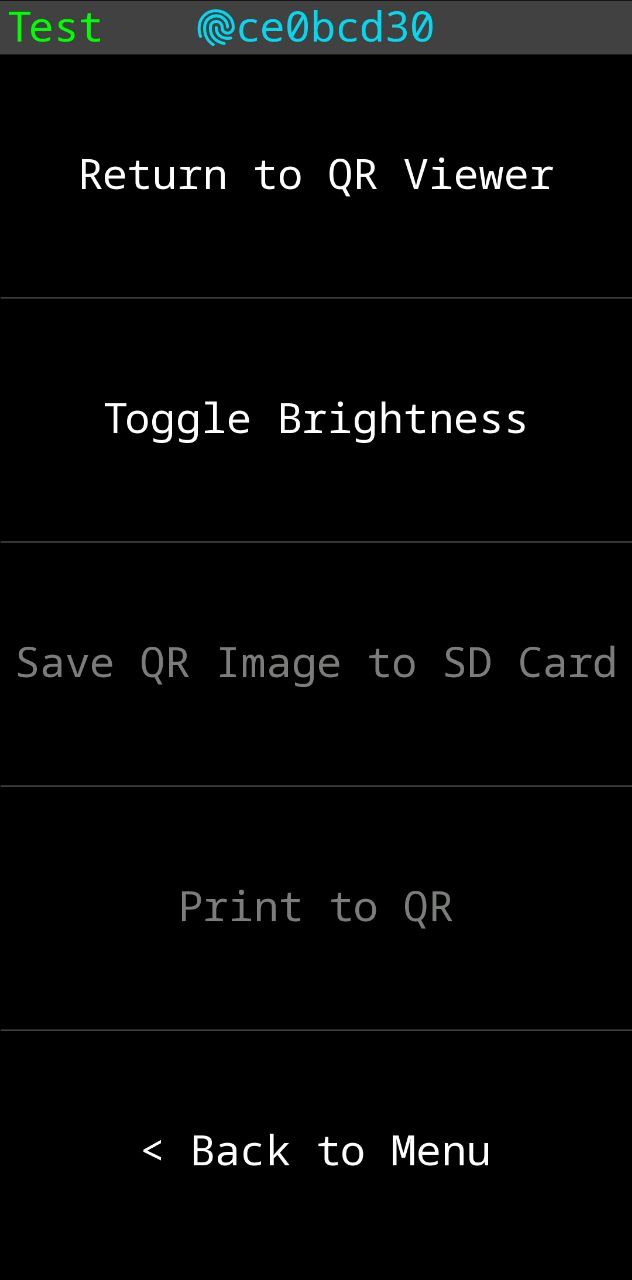 Test ce0bcd30
Return to QR Viewer
Toggle Brightness
Save QR Image to SD Card
Print to QR
< Back to Menu